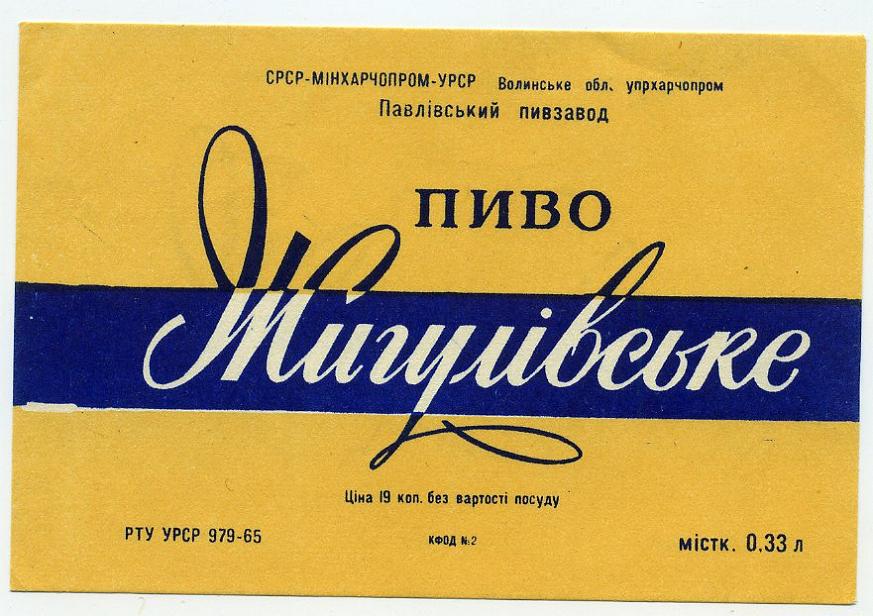 СРСР-МІНХАРЧОПРОМ-УРСР Волинське обл. упрхарчопром
Павлівський пивзавод
ПИВО
Жигулівське
Ціна 19 коп. без вартості посуду
РТУ УРСР 979-65 КФОД №2 містк. 0,33 л